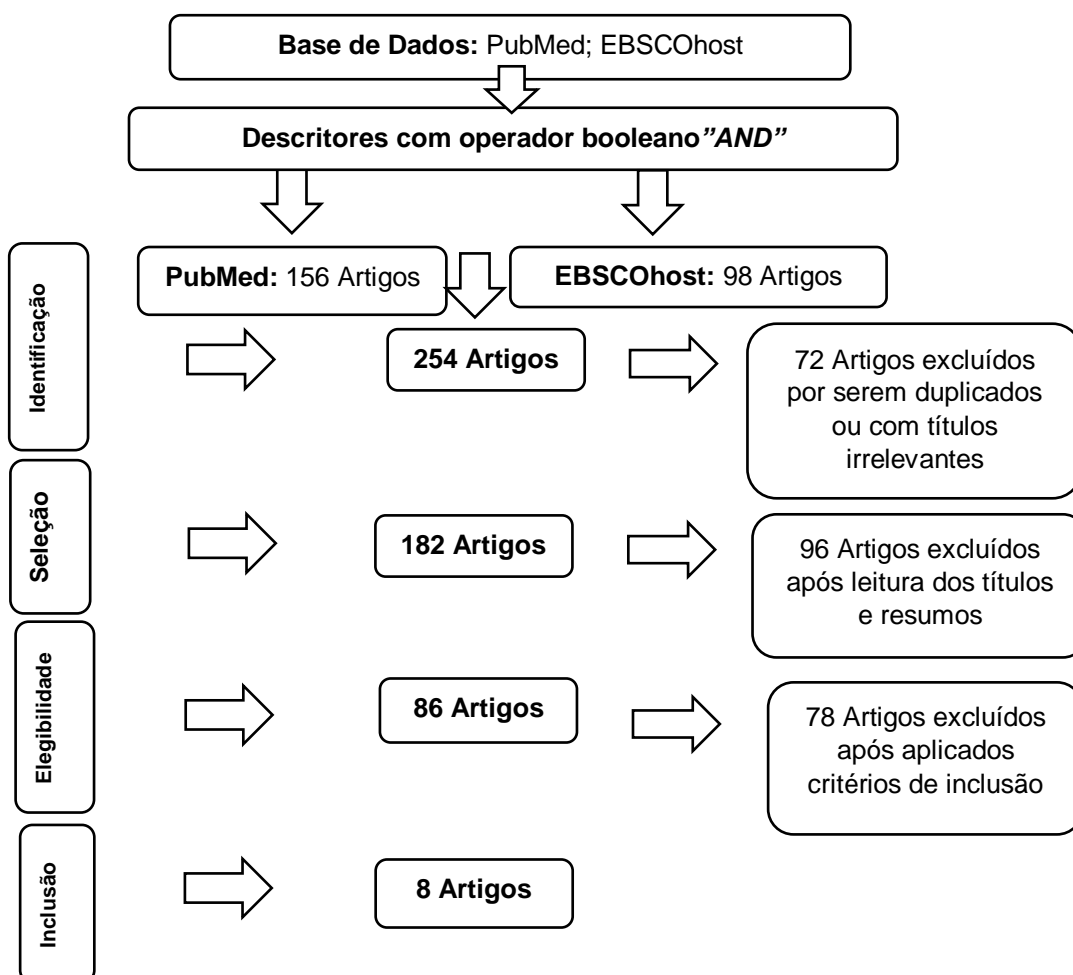 Base de Dados: PubMed; EBSCOhost
Descritores com operador booleano”AND”
PubMed: 156 Artigos
EBSCOhost: 98 Artigos
Identificação
254 Artigos
72 Artigos excluídos
por serem duplicados
ou com títulos
irrelevantes
Seleção
182 Artigos
96 Artigos excluídos
após leitura dos títulos
e resumos
Elegibilidade
86 Artigos
78 Artigos excluídos
após aplicados
critérios de inclusão
Inclusão
8 Artigos